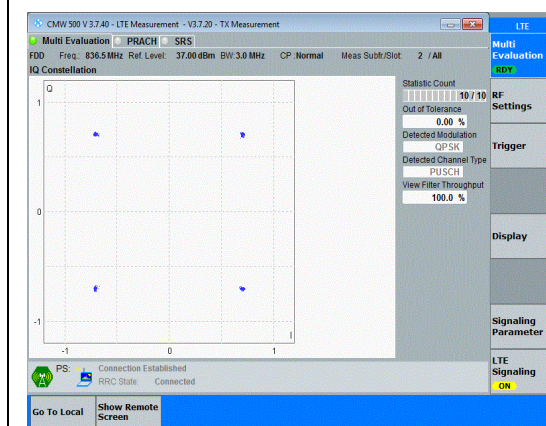 CMW 500 V 3.7.40 - LTE Measurement - V3.7.20 - TX Measurement
LTE
Multi Evaluation PRACH SRS
Multi
Evaluation
RDY
FDD Freq.: 836.5 MHz Ref. Level: 37.00 dBm BW: 3.0 MHz CP : Normal Meas Subfr./Slot: 2 / All
IQ Constellation
Q
I
1
0
-1
-1
0
1
Statistic Count
10 / 10
Out of Tolerance
0.00 %
Detected Modulation
QPSK
Detected Channel Type
PUSCH
View Filter Throughput
100.0 %
RF
Settings
Trigger
Display
Signaling
Parameter
LTE
Signaling
ON
PS: Connection Established
RRC State Connected
Go To Local
Show Remote
Screen